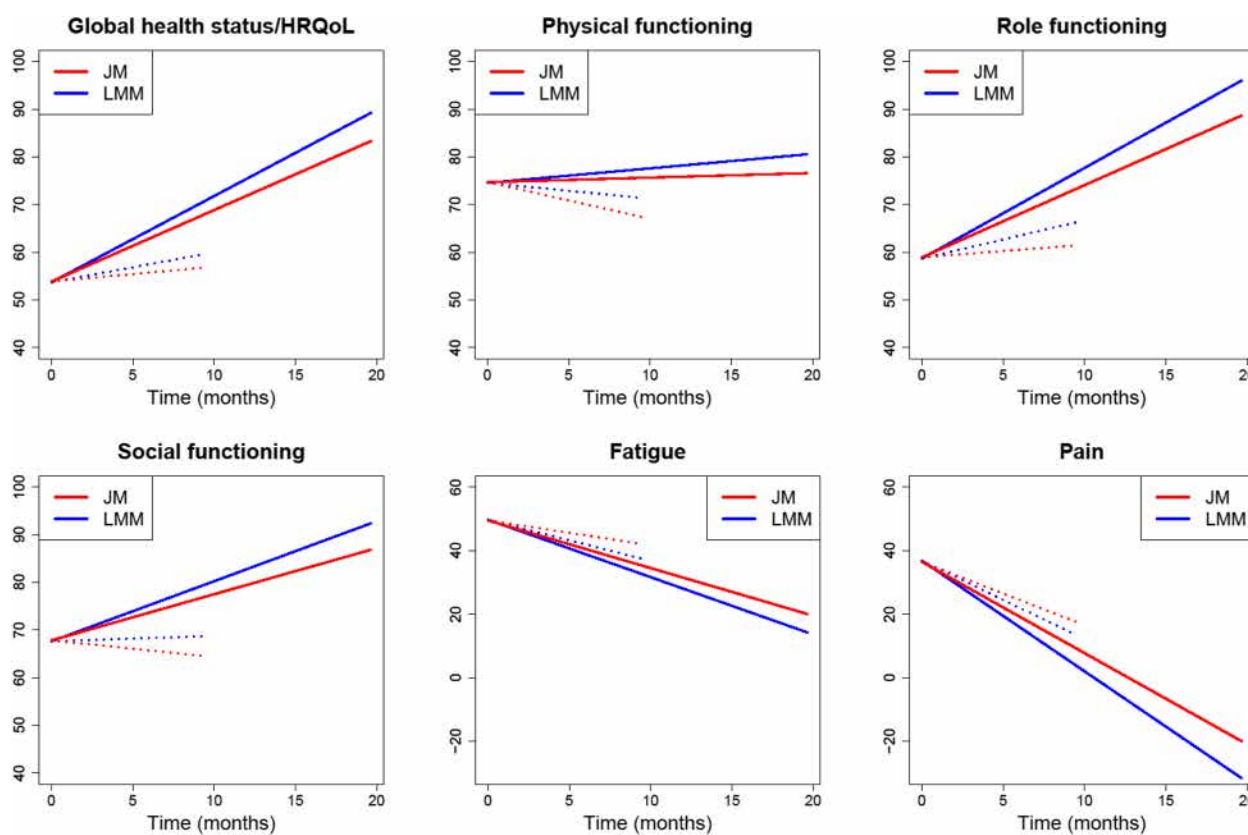 Global health status/HRQoL
100
90
80
70
60
50
40
JM
LMM
0 5 10 15 20
Time (months)
Physical functioning
100
90
80
70
60
50
40
JM
LMM
0 5 10 15 20
Time (months)
Role functioning
100
90
80
70
60
50
40
JM
LMM
0 5 10 15 20
Time (months)
Social functioning
100
90
80
70
60
50
40
JM
LMM
0 5 10 15 20
Time (months)
Fatigue
60
40
20
0
−20
JM
LMM
0 5 10 15 20
Time (months)
Pain
60
40
20
0
−20
JM
LMM
0 5 10 15 20
Time (months)